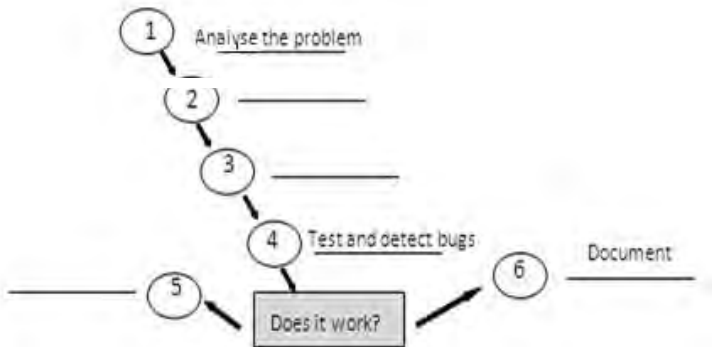 1
Analyse the problem
2
3
4
Test and detect bugs
5
6
Document
Does it work?